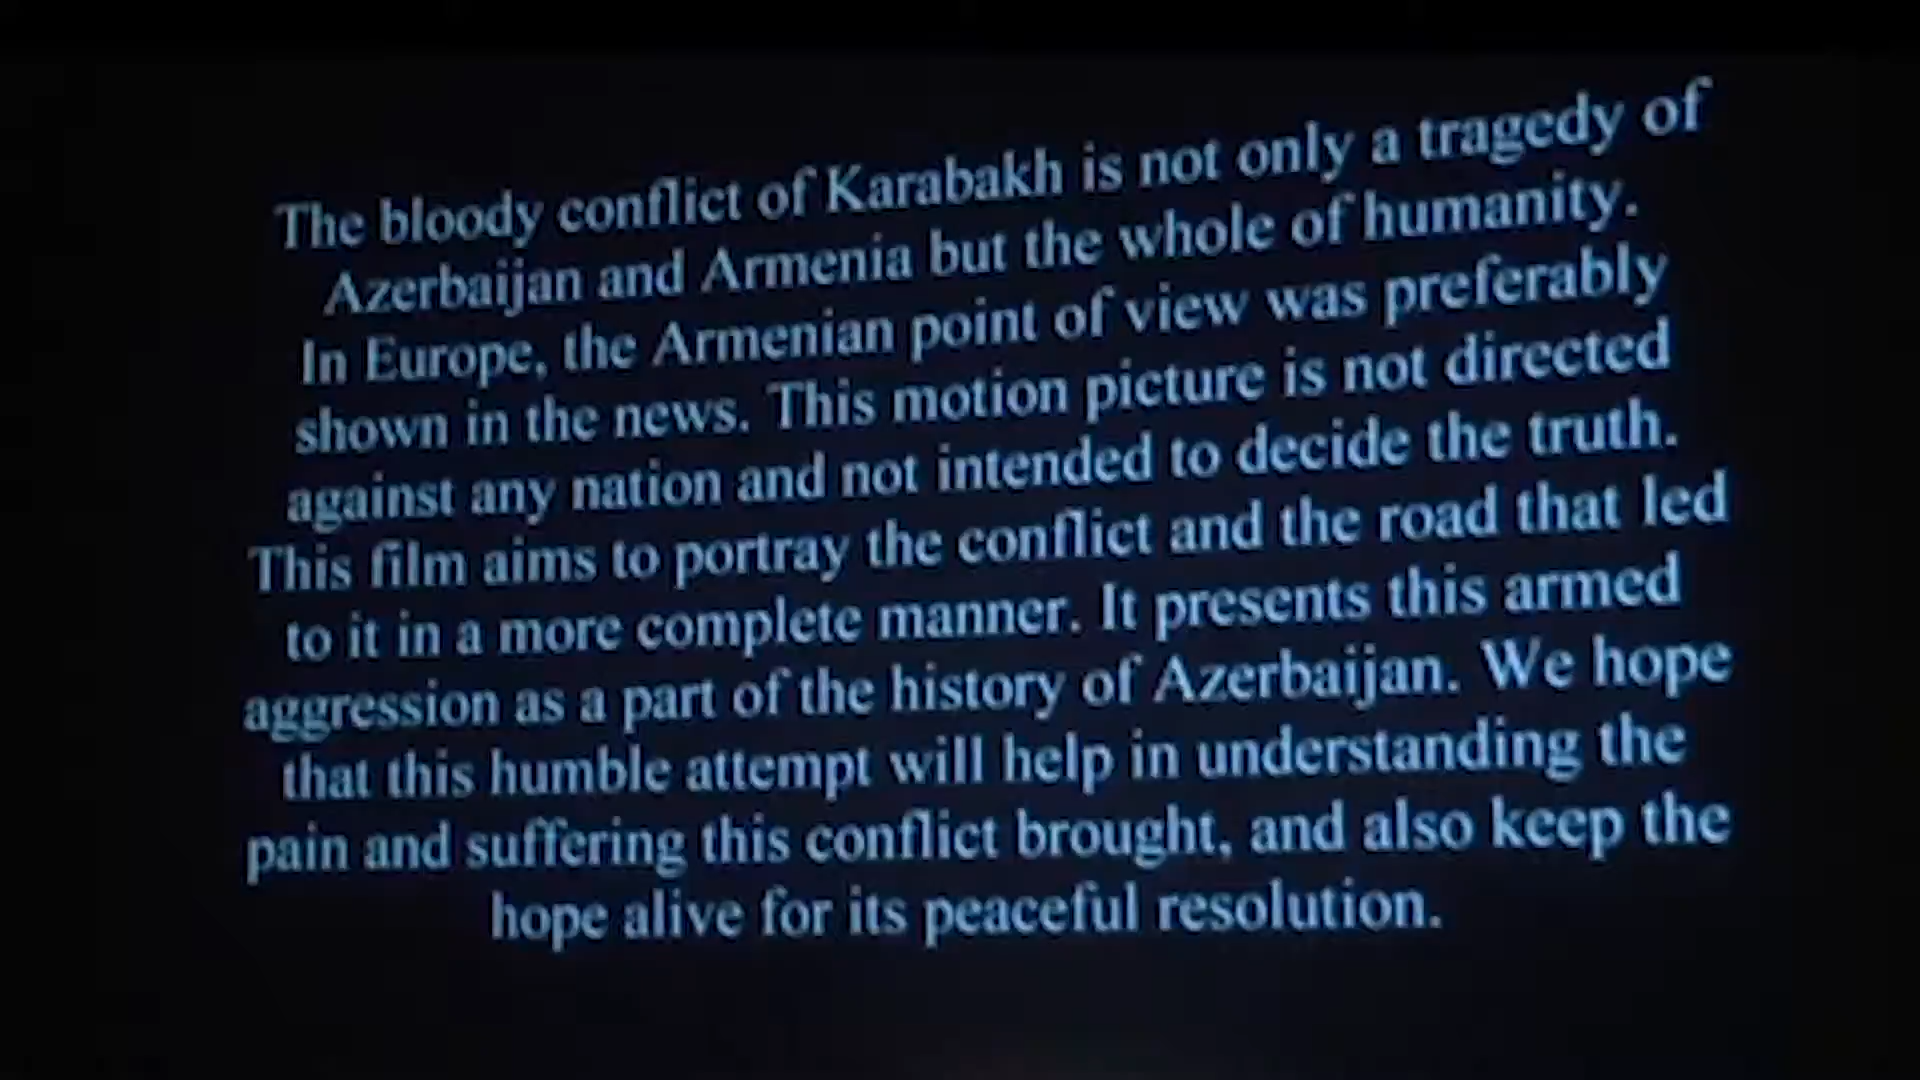 The bloody conflict of Karabakh is not only a tragedy of
Azerbaijan and Armenia but the whole of humanity.
In Europe, the Armenian point of view was preferably
shown in the news. This motion picture is not directed
against any nation and not intended to decide the truth.
This film aims to portray the conflict and the road that led
to it in a more complete manner. It presents this armed
aggression as a part of the history of Azerbaijan. We hope
that this humble attempt will help in understanding the
pain and suffering this conflict brought, and also keep the
hope alive for its peaceful resolution.